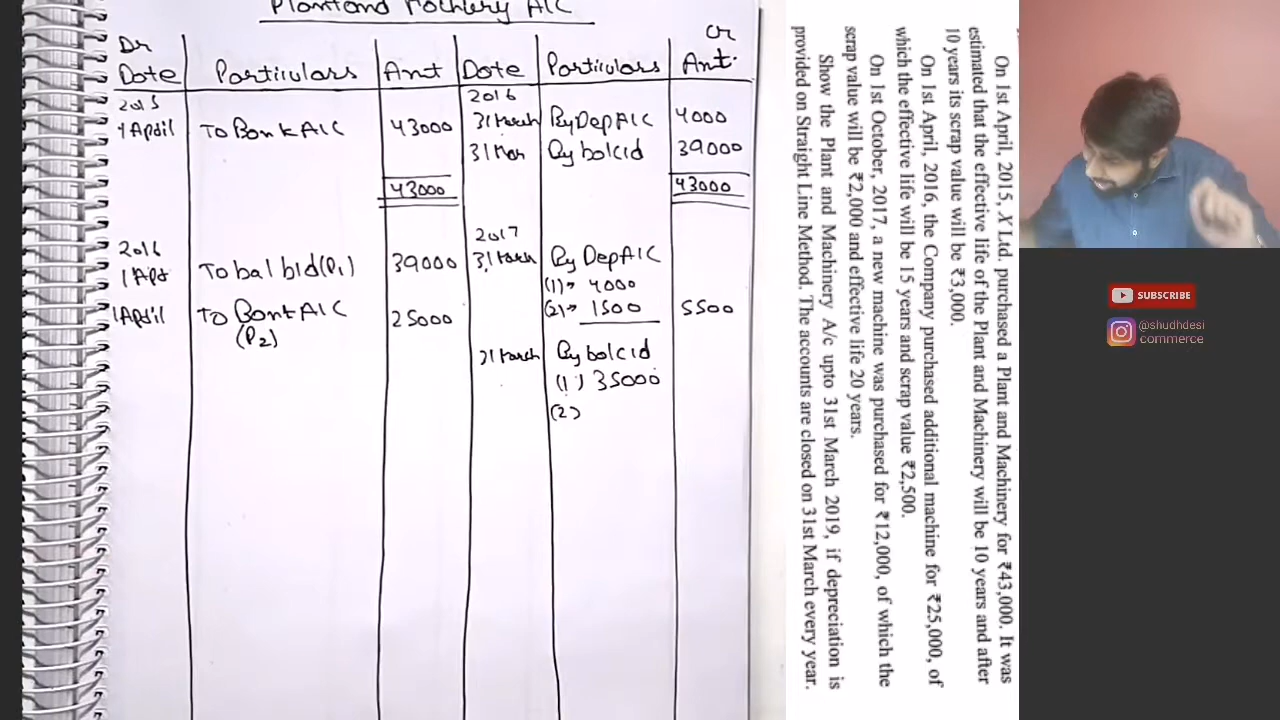 Plant and Machery A/C
Dr
Cr
Date Particulars Amt Date Particulars Amt.
2015
1 April To Bank A/C 43000
2016
31 March By Dep A/C 4000
31 Mar By bal c/d 39000
43000
43000
2016
1 Apr To bal b/d (P1) 39000
1 April To Bank A/C 25000
(P2)
2017
31 March By Dep A/C
(1)- 4000
(2)- 1500 5500
31 March By bal c/d
(1) 35000
(2)
On 1st April, 2015, X Ltd. purchased a Plant and Machinery for ₹43,000. It was
estimated that the effective life of the Plant and Machinery will be 10 years and after
10 years its scrap value will be ₹3,000.
On 1st April, 2016, the Company purchased additional machine for ₹25,000, of
which the effective life will be 15 years and scrap value ₹2,500.
On 1st October, 2017, a new machine was purchased for ₹12,000, of which the
scrap value will be ₹2,000 and effective life 20 years.
Show the Plant and Machinery A/c upto 31st March 2019, if depreciation is
provided on Straight Line Method. The accounts are closed on 31st March every year.
SUBSCRIBE
@shudhdesi
commerce